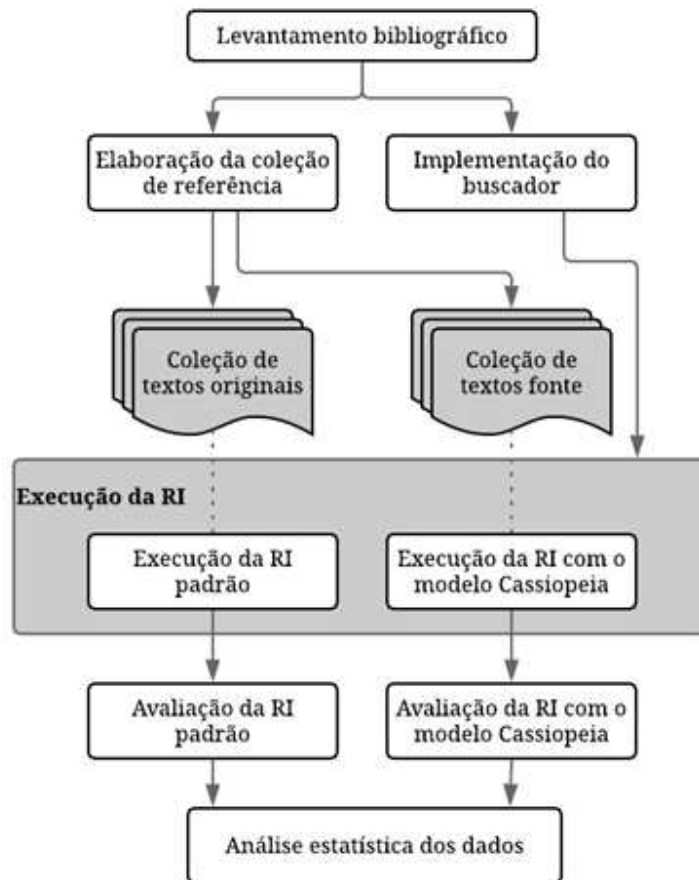 Levantamento bibliográfico
Elaboração da coleção
de referência
Implementação do
buscador
Coleção de
textos originais
Coleção de
textos fonte
Execução da RI
Execução da RI
padrão
Execução da RI com o
modelo Cassiopeia
Avaliação da RI
padrão
Avaliação da RI com o
modelo Cassiopeia
Análise estatística dos dados